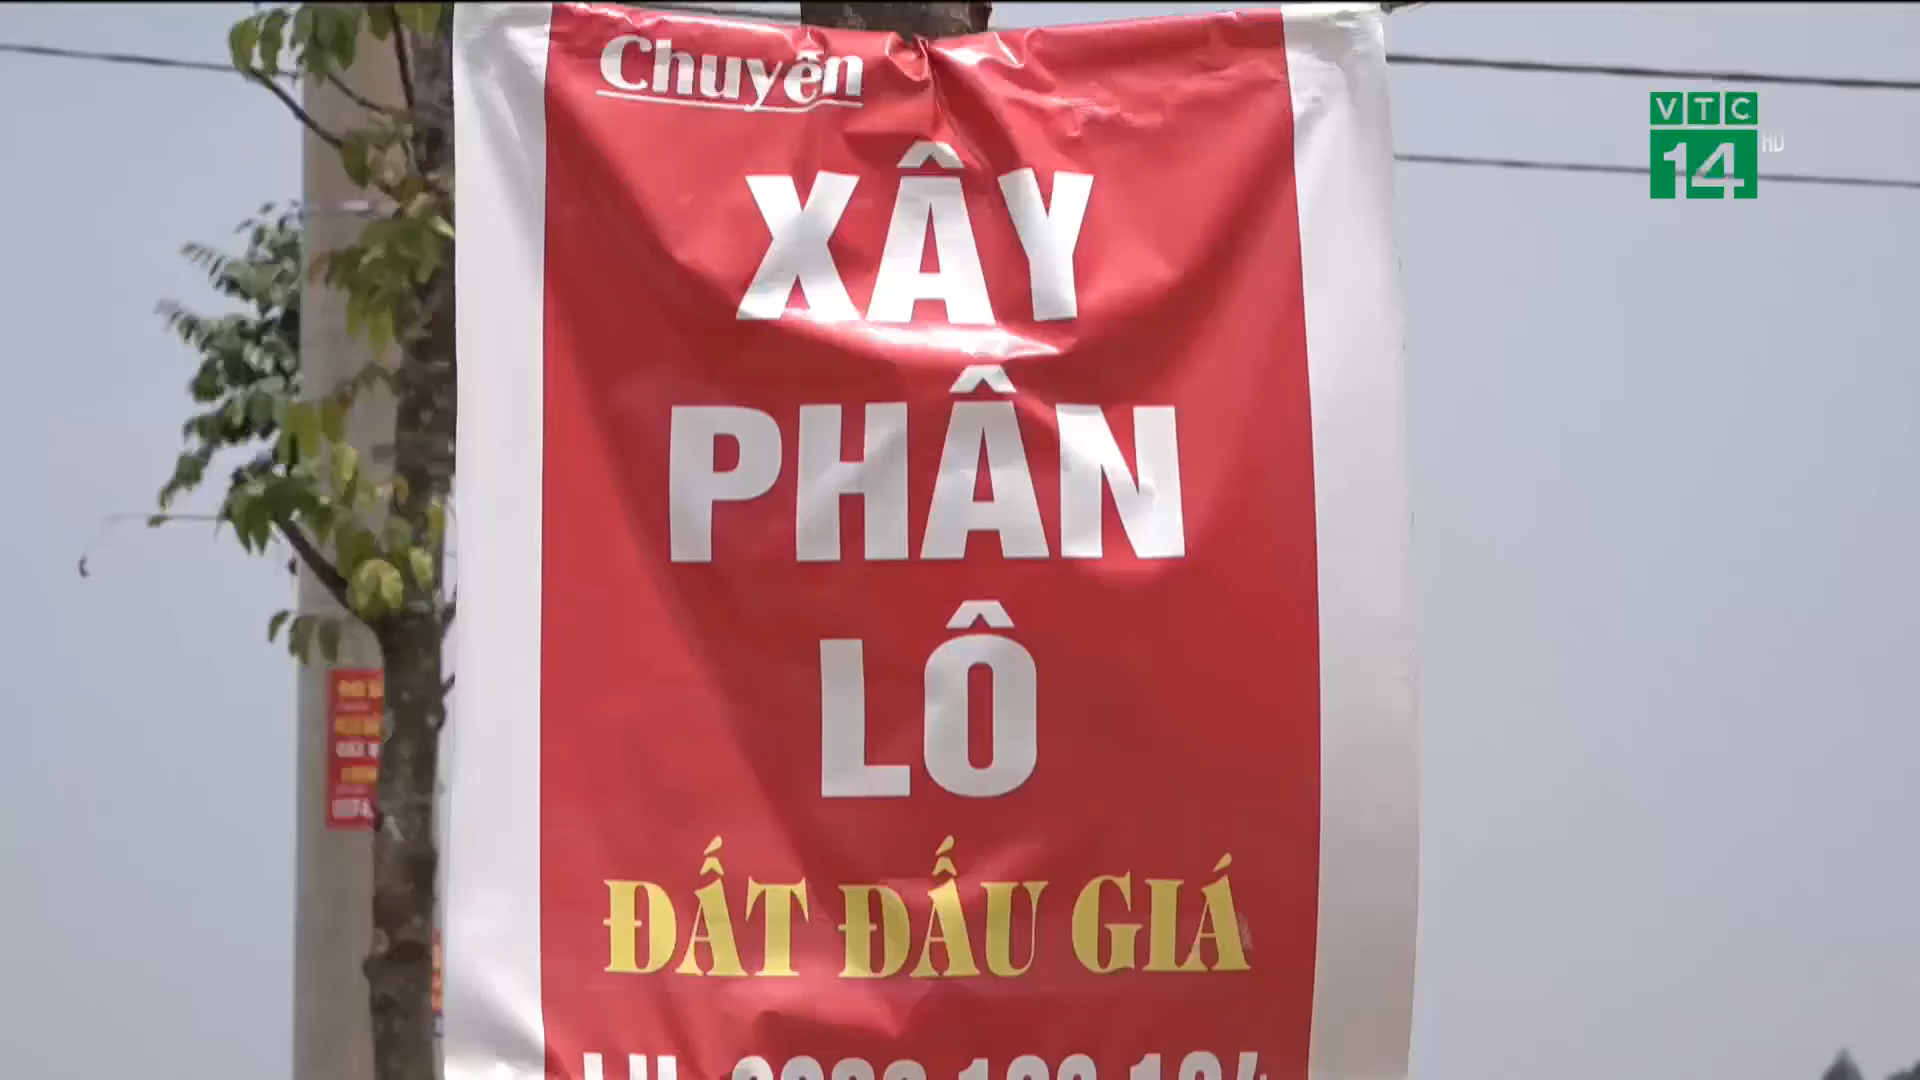 Chuyên
XÂY
PHÂN
LÔ
ĐẤT ĐẤU GIÁ
VTC
14
HD